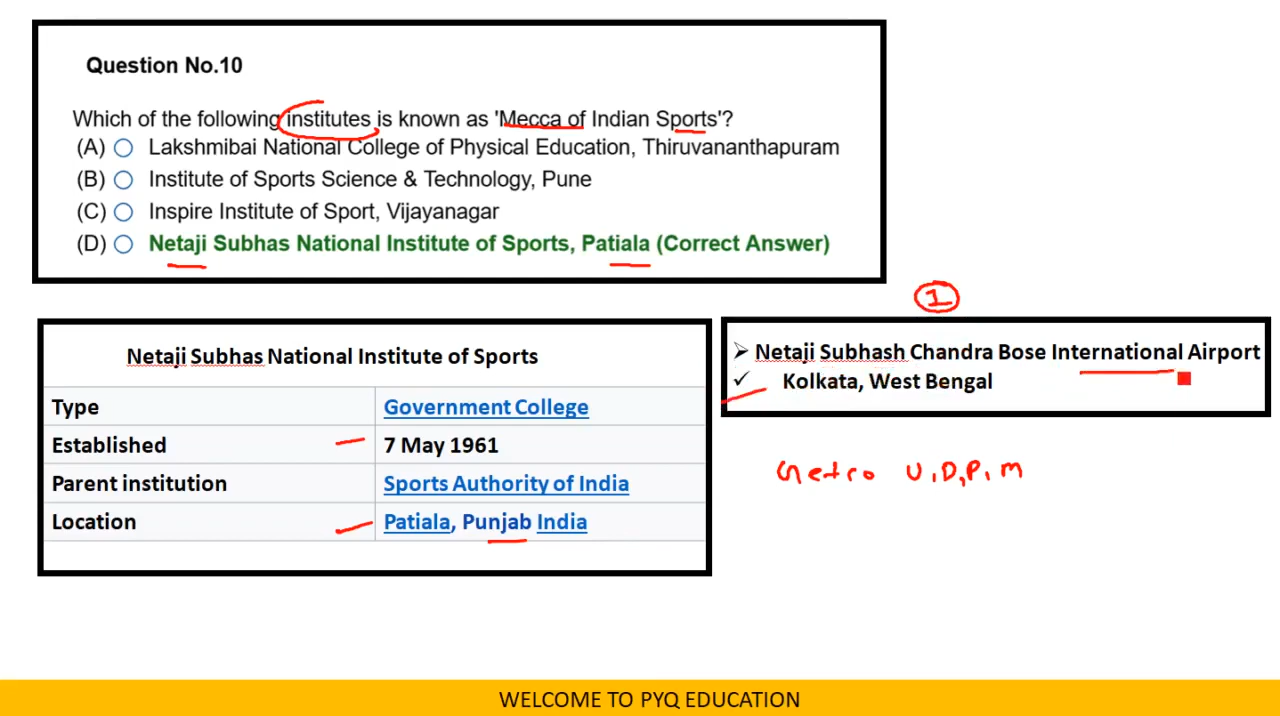 Question No.10
Which of the following institutes is known as 'Mecca of Indian Sports'?
(A) Lakshmibai National College of Physical Education, Thiruvananthapuram
(B) Institute of Sports Science & Technology, Pune
(C) Inspire Institute of Sport, Vijayanagar
(D) Netaji Subhas National Institute of Sports, Patiala (Correct Answer)
Netaji Subhas National Institute of Sports
Type Government College
Established 7 May 1961
Parent institution Sports Authority of India
Location Patiala, Punjab India
1
Netaji Subhash Chandra Bose International Airport
Kolkata, West Bengal
U, D, P, M
WELCOME TO PYQ EDUCATION